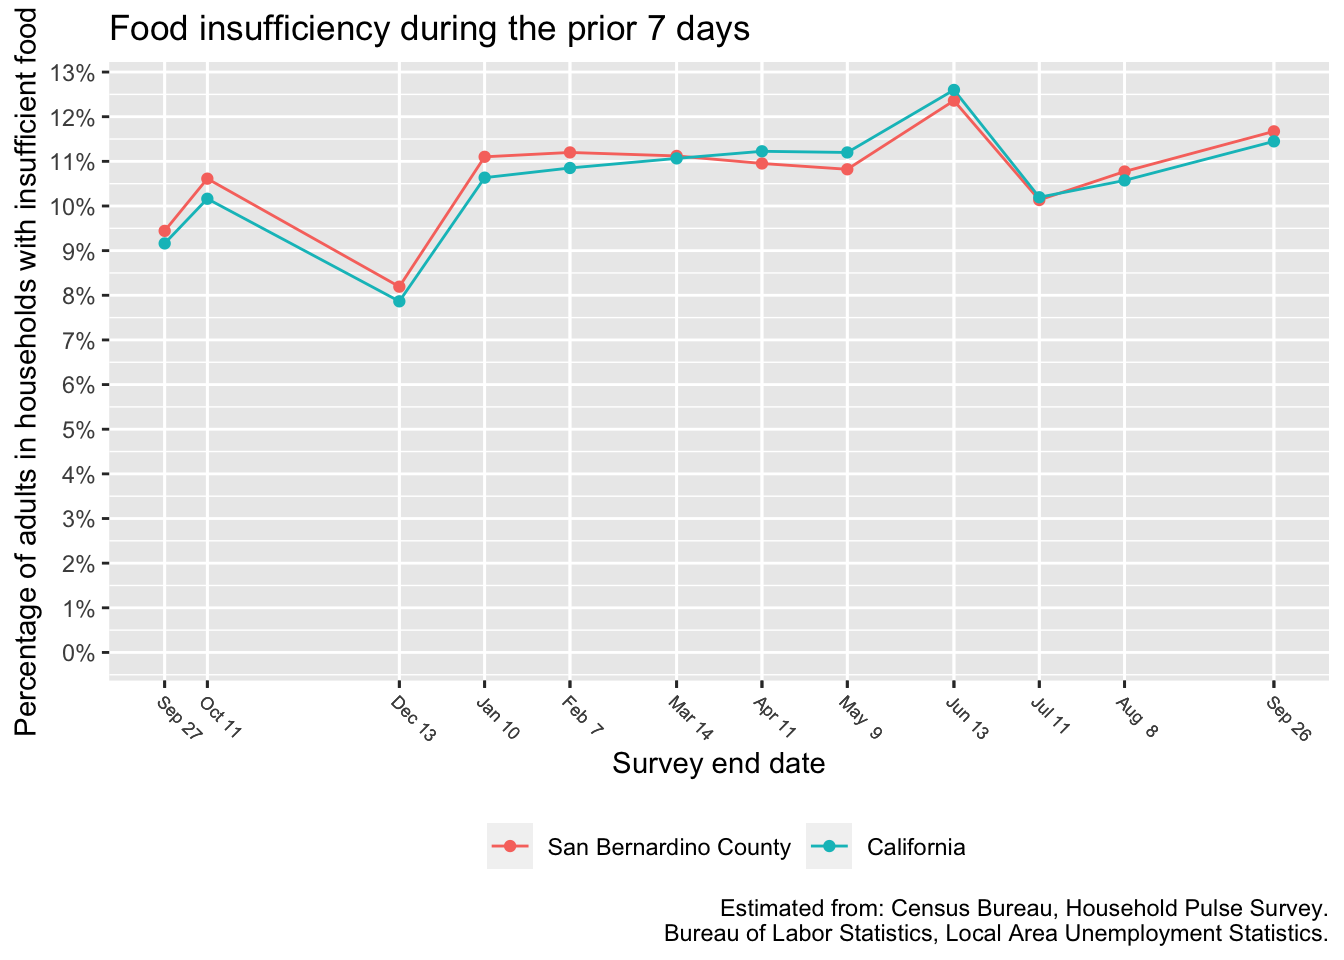 Food insufficiency during the prior 7 days
Percentage of adults in households with insufficient food
13%
12%
11%
10%
9%
8%
7%
6%
5%
4%
3%
2%
1%
0%
Sep 27
Oct 11
Dec 13
Jan 10
Feb 7
Mar 14
Apr 11
May 9
Jun 13
Jul 11
Aug 8
Sep 26
Survey end date
San Bernardino County
California
Estimated from: Census Bureau, Household Pulse Survey.
Bureau of Labor Statistics, Local Area Unemployment Statistics.